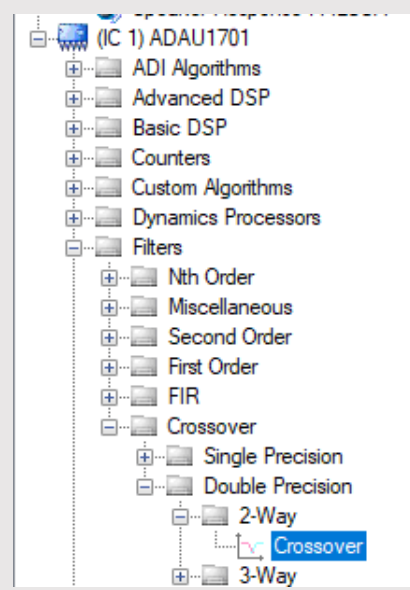 (IC 1) ADAU1701
ADI Algorithms
Advanced DSP
Basic DSP
Counters
Custom Algorithms
Dynamics Processors
Filters
Nth Order
Miscellaneous
Second Order
First Order
FIR
Crossover
Single Precision
Double Precision
2-Way
Crossover
3-Way